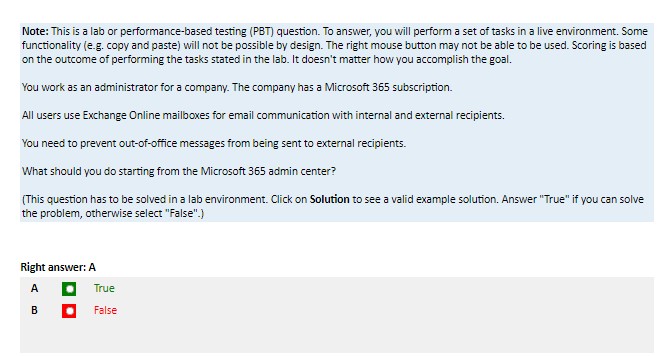 Note: This is a lab or performance-based testing (PBT) question. To answer, you will perform a set of tasks in a live environment. Some
functionality (e.g. copy and paste) will not be possible by design. The right mouse button may not be able to be used. Scoring is based
on the outcome of performing the tasks stated in the lab. It doesn't matter how you accomplish the goal.
You work as an administrator for a company. The company has a Microsoft 365 subscription.
All users use Exchange Online mailboxes for email communication with internal and external recipients.
You need to prevent out-of-office messages from being sent to external recipients.
What should you do starting from the Microsoft 365 admin center?
(This question has to be solved in a lab environment. Click on Solution to see a valid example solution. Answer "True" if you can solve
the problem, otherwise select "False".)
Right answer: A
A True
B False